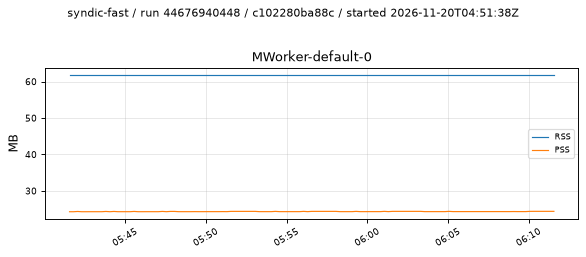 syndic-fast / run 44676940448 / c102280ba88c / started 2026-11-20T04:51:38Z
MWorker-default-0
MB
60
50
40
30
RSS
PSS
05:45
05:50
05:55
06:00
06:05
06:10